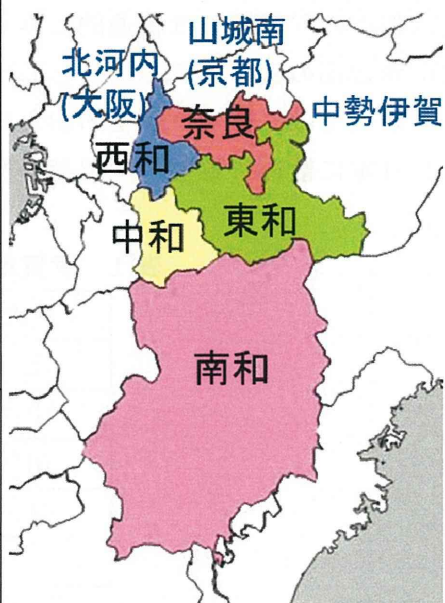 山城南
(京都)
北河内
(大阪)
中勢伊賀
奈良
西和
中和
東和
南和